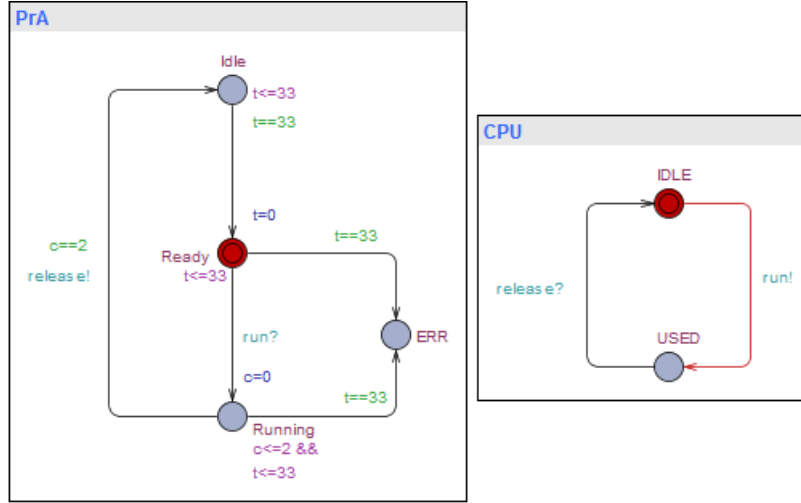 PrA
Idle
t<=33
t==33
t=0
t==33
c==2
Ready
release!
t<=33
run?
ERR
c=0
t==33
Running
c<=2 &&
t<=33
CPU
IDLE
release?
run!
USED